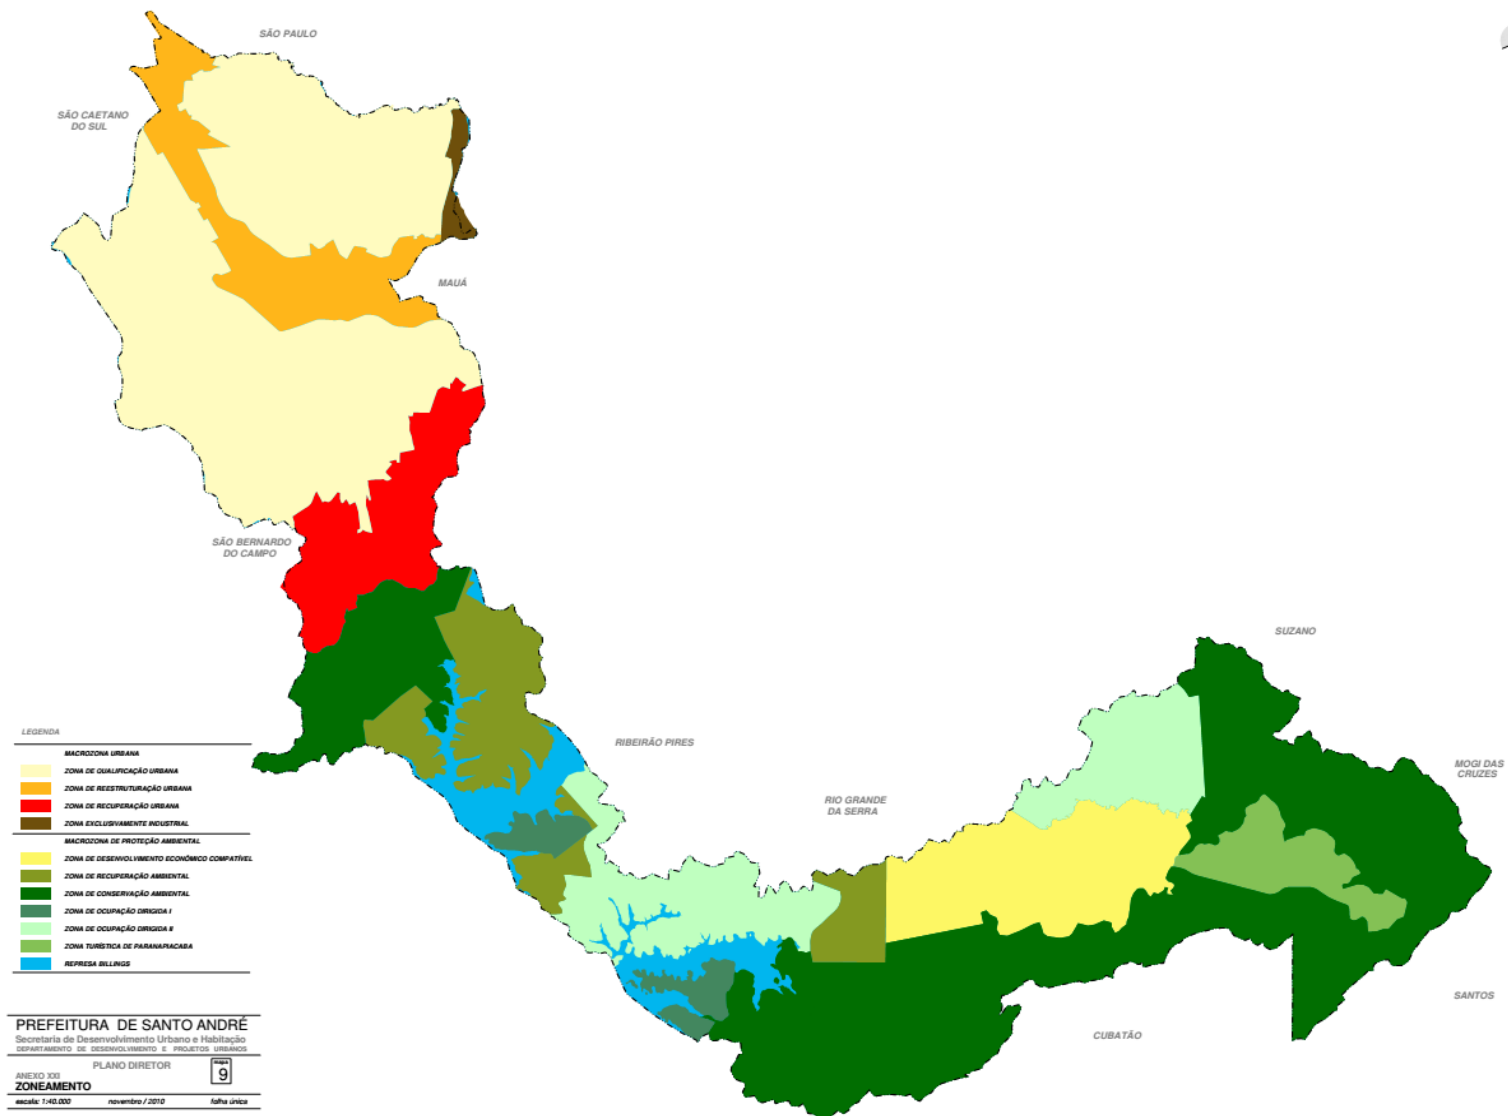 SÃO PAULO
SÃO CAETANO
DO SUL
MAUÁ
SÃO BERNARDO
DO CAMPO
SUZANO
RIBEIRÃO PIRES
MOGI DAS
CRUZES
RIO GRANDE
DA SERRA
SANTOS
CUBATÃO
LEGENDA
MACROZONA URBANA
ZONA DE QUALIFICAÇÃO URBANA
ZONA DE REESTRUTURAÇÃO URBANA
ZONA DE RECUPERAÇÃO URBANA
ZONA EXCLUSIVAMENTE INDUSTRIAL
MACROZONA DE PROTEÇÃO AMBIENTAL
ZONA DE DESENVOLVIMENTO ECONÔMICO COMPATÍVEL
ZONA DE RECUPERAÇÃO AMBIENTAL
ZONA DE CONSERVAÇÃO AMBIENTAL
ZONA DE OCUPAÇÃO DIRIGIDA I
ZONA DE OCUPAÇÃO DIRIGIDA II
ZONA TURÍSTICA DE PARANAPIACABA
REPRESA BILLINGS
PREFEITURA DE SANTO ANDRÉ
Secretaria de Desenvolvimento Urbano e Habitação
DEPARTAMENTO DE DESENVOLVIMENTO E PROJETOS URBANOS
PLANO DIRETOR
mapa
9
ANEXO XXI
ZONEAMENTO
escala: 1:40.000 novembro / 2010 folha única